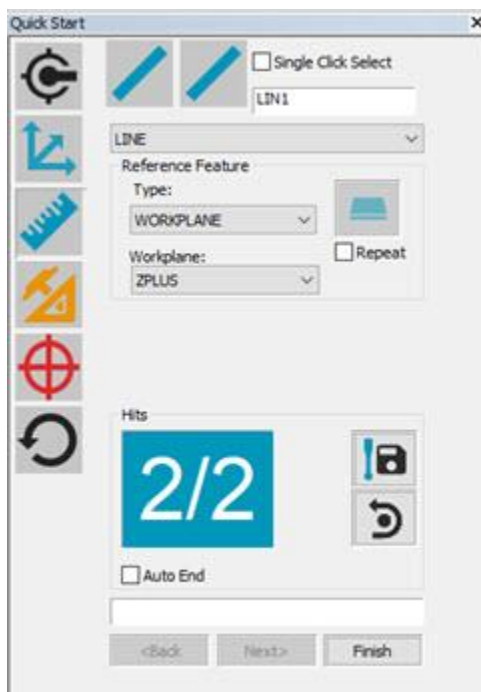 Quick Start
Single Click Select
LIN1
LINE
Reference Feature
Type:
WORKPLANE
Repeat
Workplane:
ZPLUS
Hits
2/2
Auto End
<Back Next> Finish